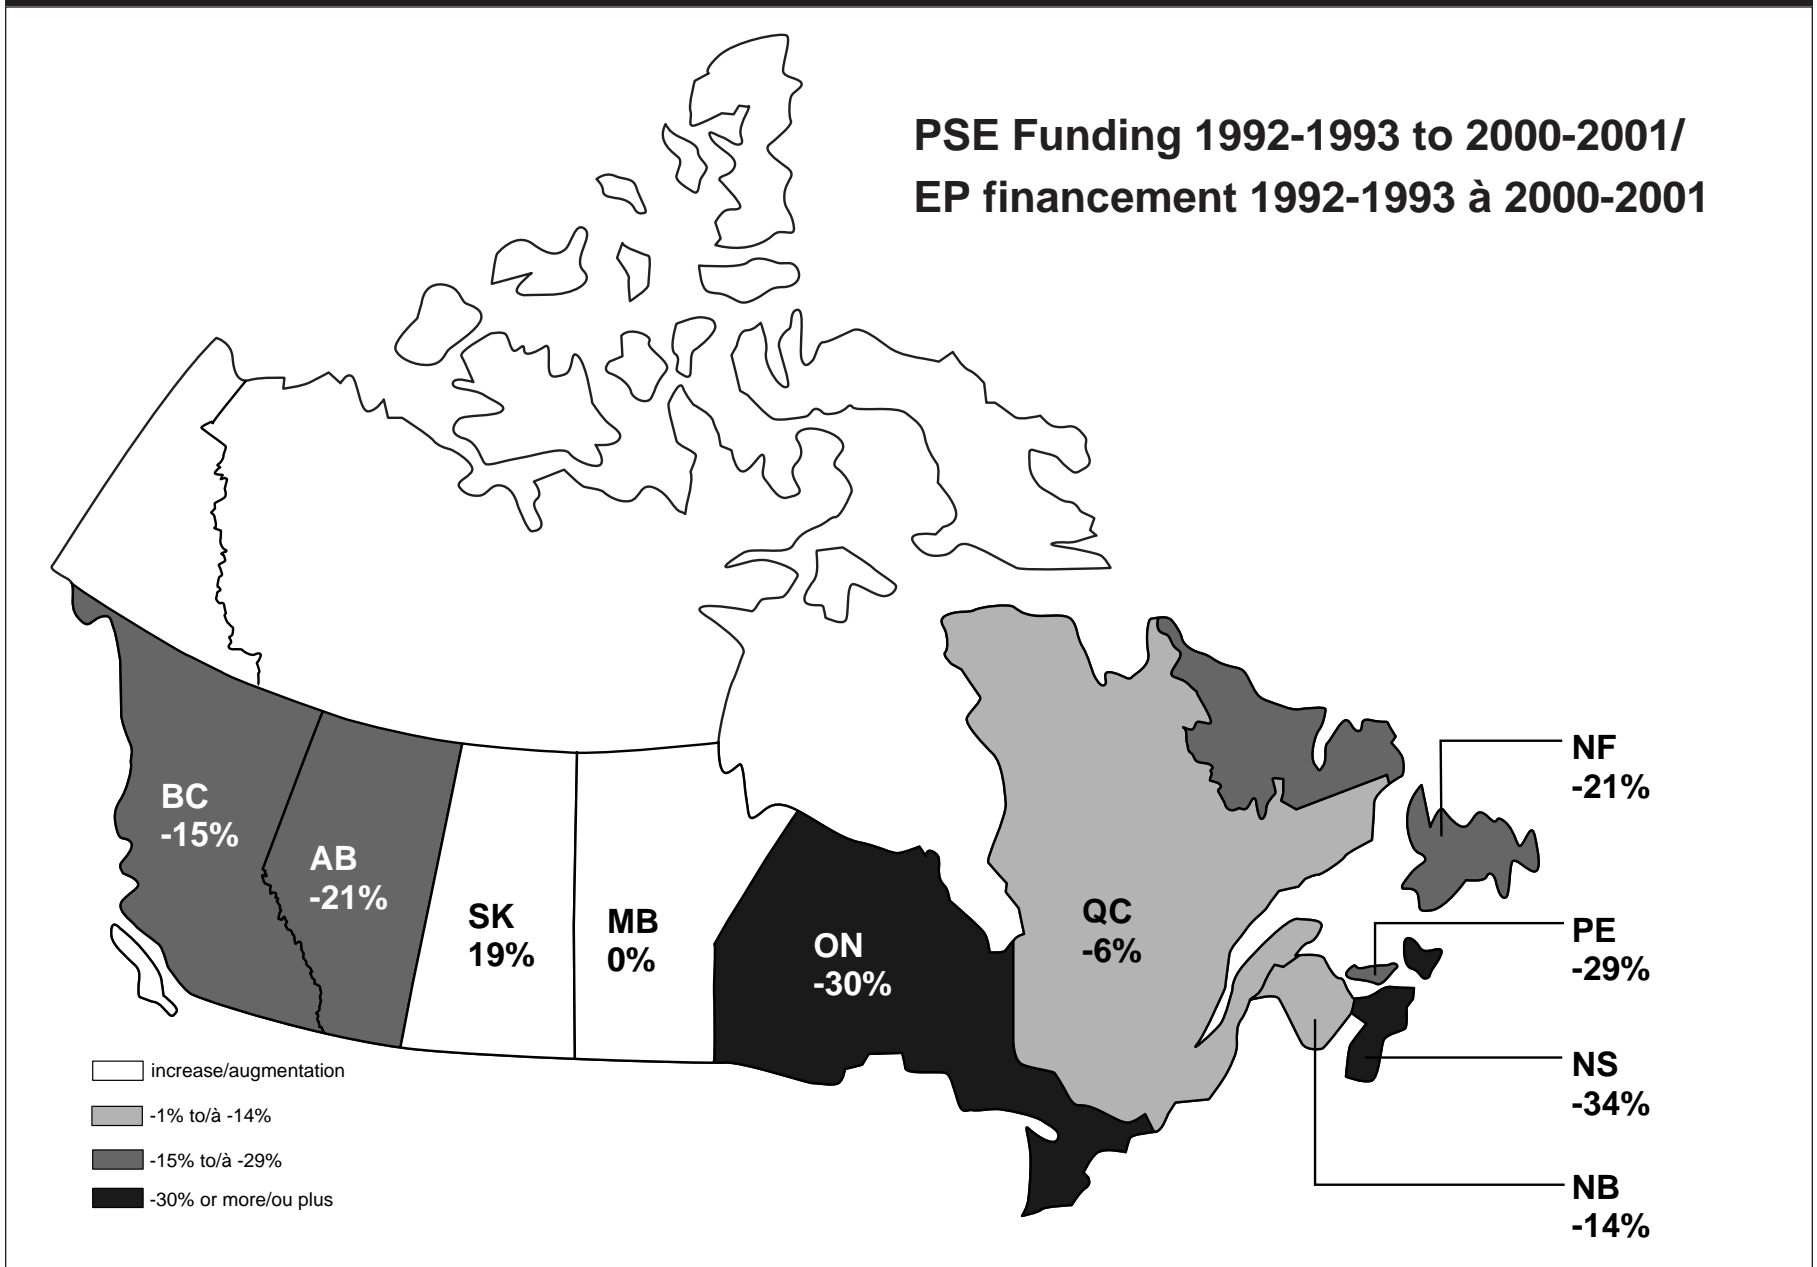 PSE Funding 1992-1993 to 2000-2001/
EP financement 1992-1993 à 2000-2001
BC
-15%
AB
-21%
SK
19%
MB
0%
ON
-30%
QC
-6%
NF
-21%
PE
-29%
NS
-34%
NB
-14%
increase/augmentation
-1% to/à -14%
-15% to/à -29%
-30% or more/ou plus